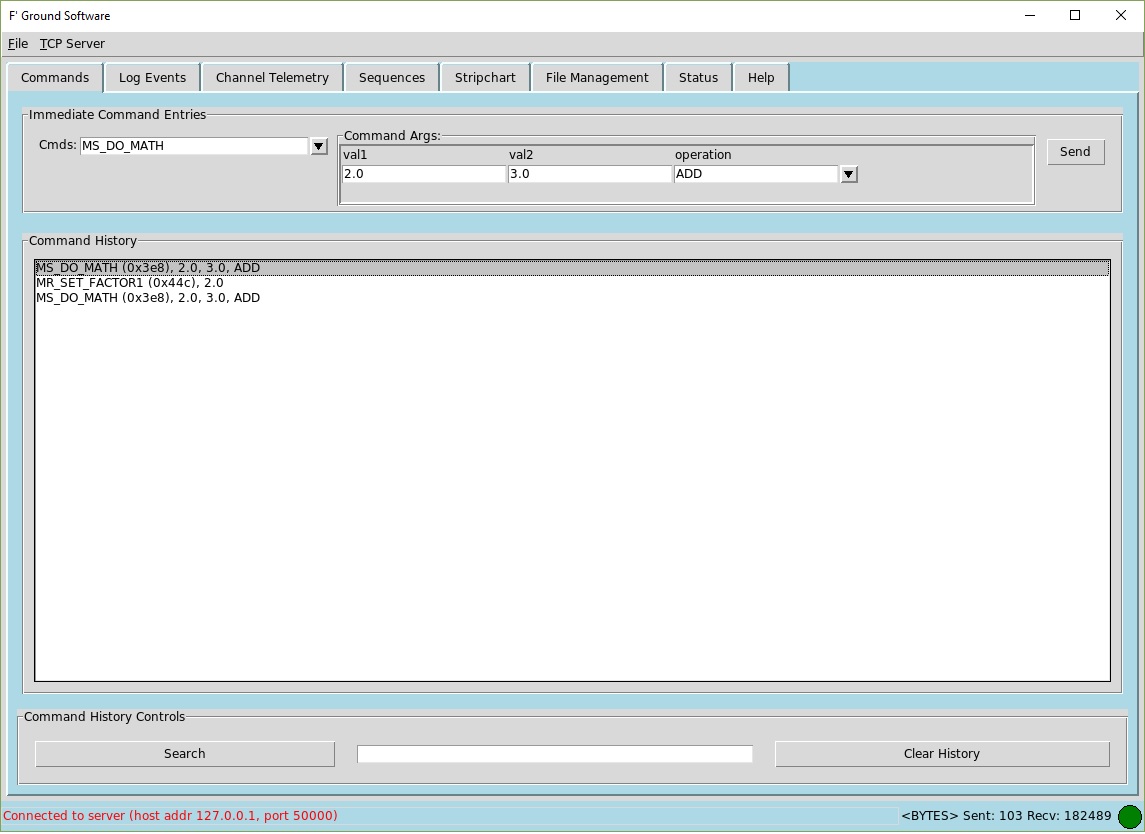 F' Ground Software
File TCP Server
Commands Log Events Channel Telemetry Sequences Stripchart File Management Status Help
Immediate Command Entries
Cmds: MS_DO_MATH
Command Args:
val1 val2 operation
2.0 3.0 ADD
Send
Command History
MS_DO_MATH (0x3e8), 2.0, 3.0, ADD
MR_SET_FACTOR1 (0x44c), 2.0
MS_DO_MATH (0x3e8), 2.0, 3.0, ADD
Command History Controls
Search Clear History
Connected to server (host addr 127.0.0.1, port 50000) <BYTES> Sent: 103 Recv: 182489